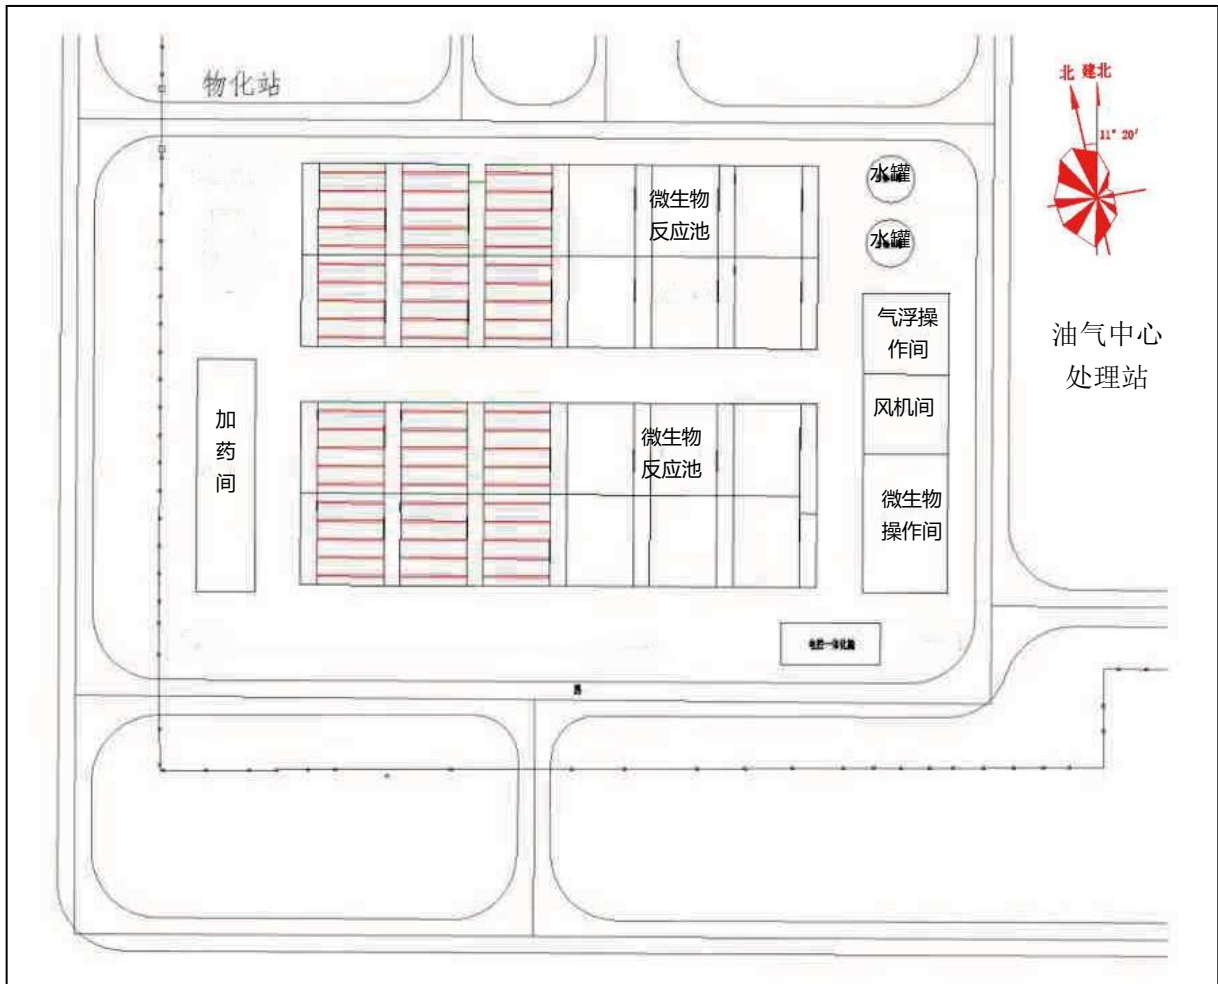 北 建北
物化站
11° 20′
水罐
微生物
反应池
水罐
气浮操
作间
油气中心
处理站
风机间
加
药
间
微生物
反应池
微生物
操作间
路